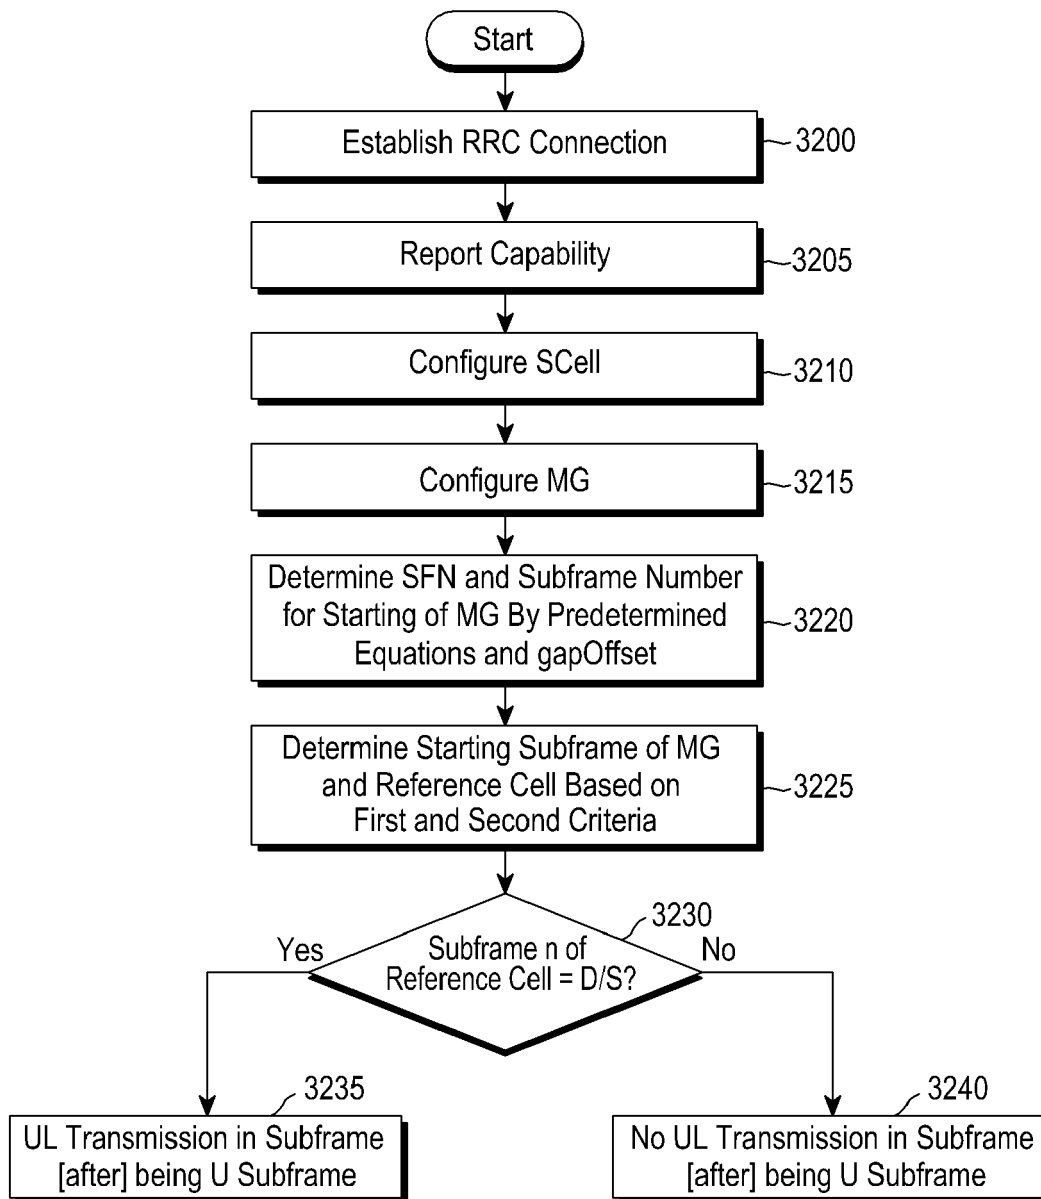 Start
Establish RRC Connection
3200
Report Capability
3205
Configure SCell
3210
Configure MG
3215
Determine SFN and Subframe Number
for Starting of MG By Predetermined
Equations and gapOffset
3220
Determine Starting Subframe of MG
and Reference Cell Based on
First and Second Criteria
3225
3230
Yes
Subframe n of
Reference Cell = D/S?
No
3235
UL Transmission in Subframe
[after] being U Subframe
3240
No UL Transmission in Subframe
[after] being U Subframe